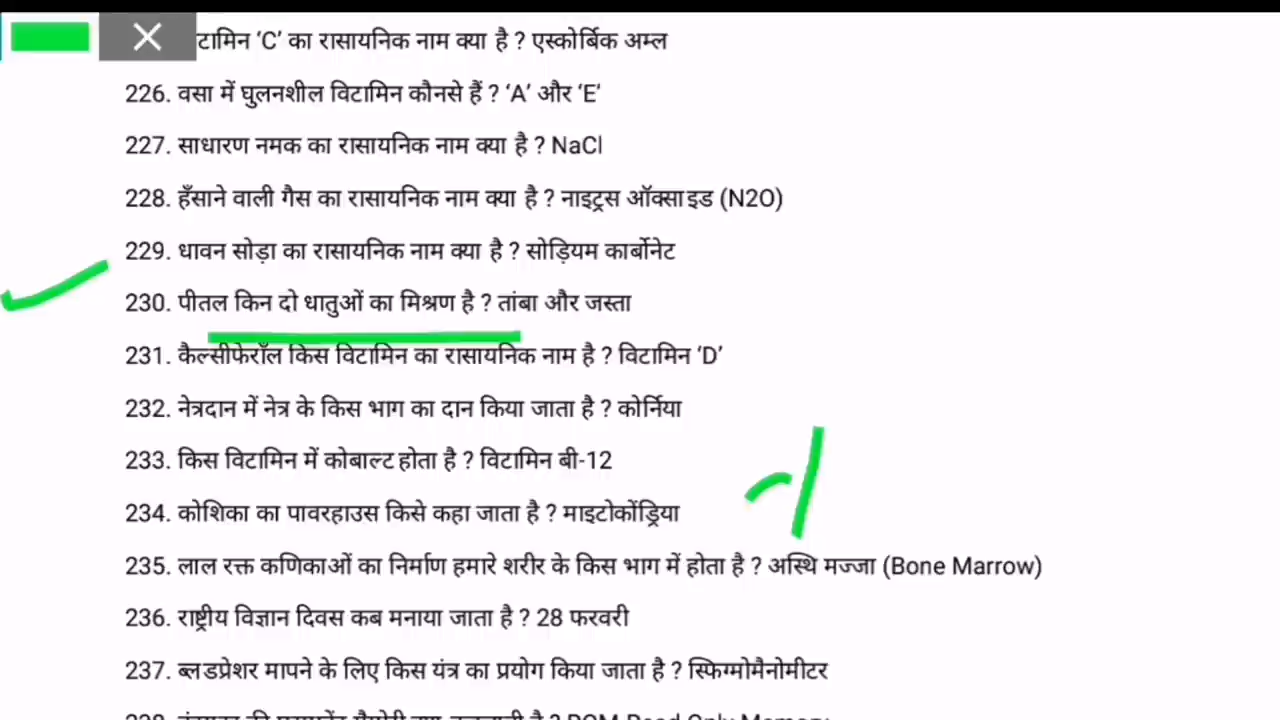 टामिन ‘C’ का रासायनिक नाम क्या है ? एस्कोर्बिक अम्ल
226. वसा में घुलनशील विटामिन कौनसे हैं ? ‘A’ और ‘E’
227. साधारण नमक का रासायनिक नाम क्या है ? NaCl
228. हँसाने वाली गैस का रासायनिक नाम क्या है ? नाइट्रस ऑक्साइड (N2O)
229. धावन सोड़ा का रासायनिक नाम क्या है ? सोड़ियम कार्बोनेट
230. पीतल किन दो धातुओं का मिश्रण है ? तांबा और जस्ता
231. कैल्सीफेरॉल किस विटामिन का रासायनिक नाम है ? विटामिन ‘D’
232. नेत्रदान में नेत्र के किस भाग का दान किया जाता है ? कोर्निया
233. किस विटामिन में कोबाल्ट होता है ? विटामिन बी-12
234. कोशिका का पावरहाउस किसे कहा जाता है ? माइटोकोंड्रिया
235. लाल रक्त कणिकाओं का निर्माण हमारे शरीर के किस भाग में होता है ? अस्थि मज्जा (Bone Marrow)
236. राष्ट्रीय विज्ञान दिवस कब मनाया जाता है ? 28 फरवरी
237. ब्लडप्रेशर मापने के लिए किस यंत्र का प्रयोग किया जाता है ? स्फिग्मोमैनोमीटर